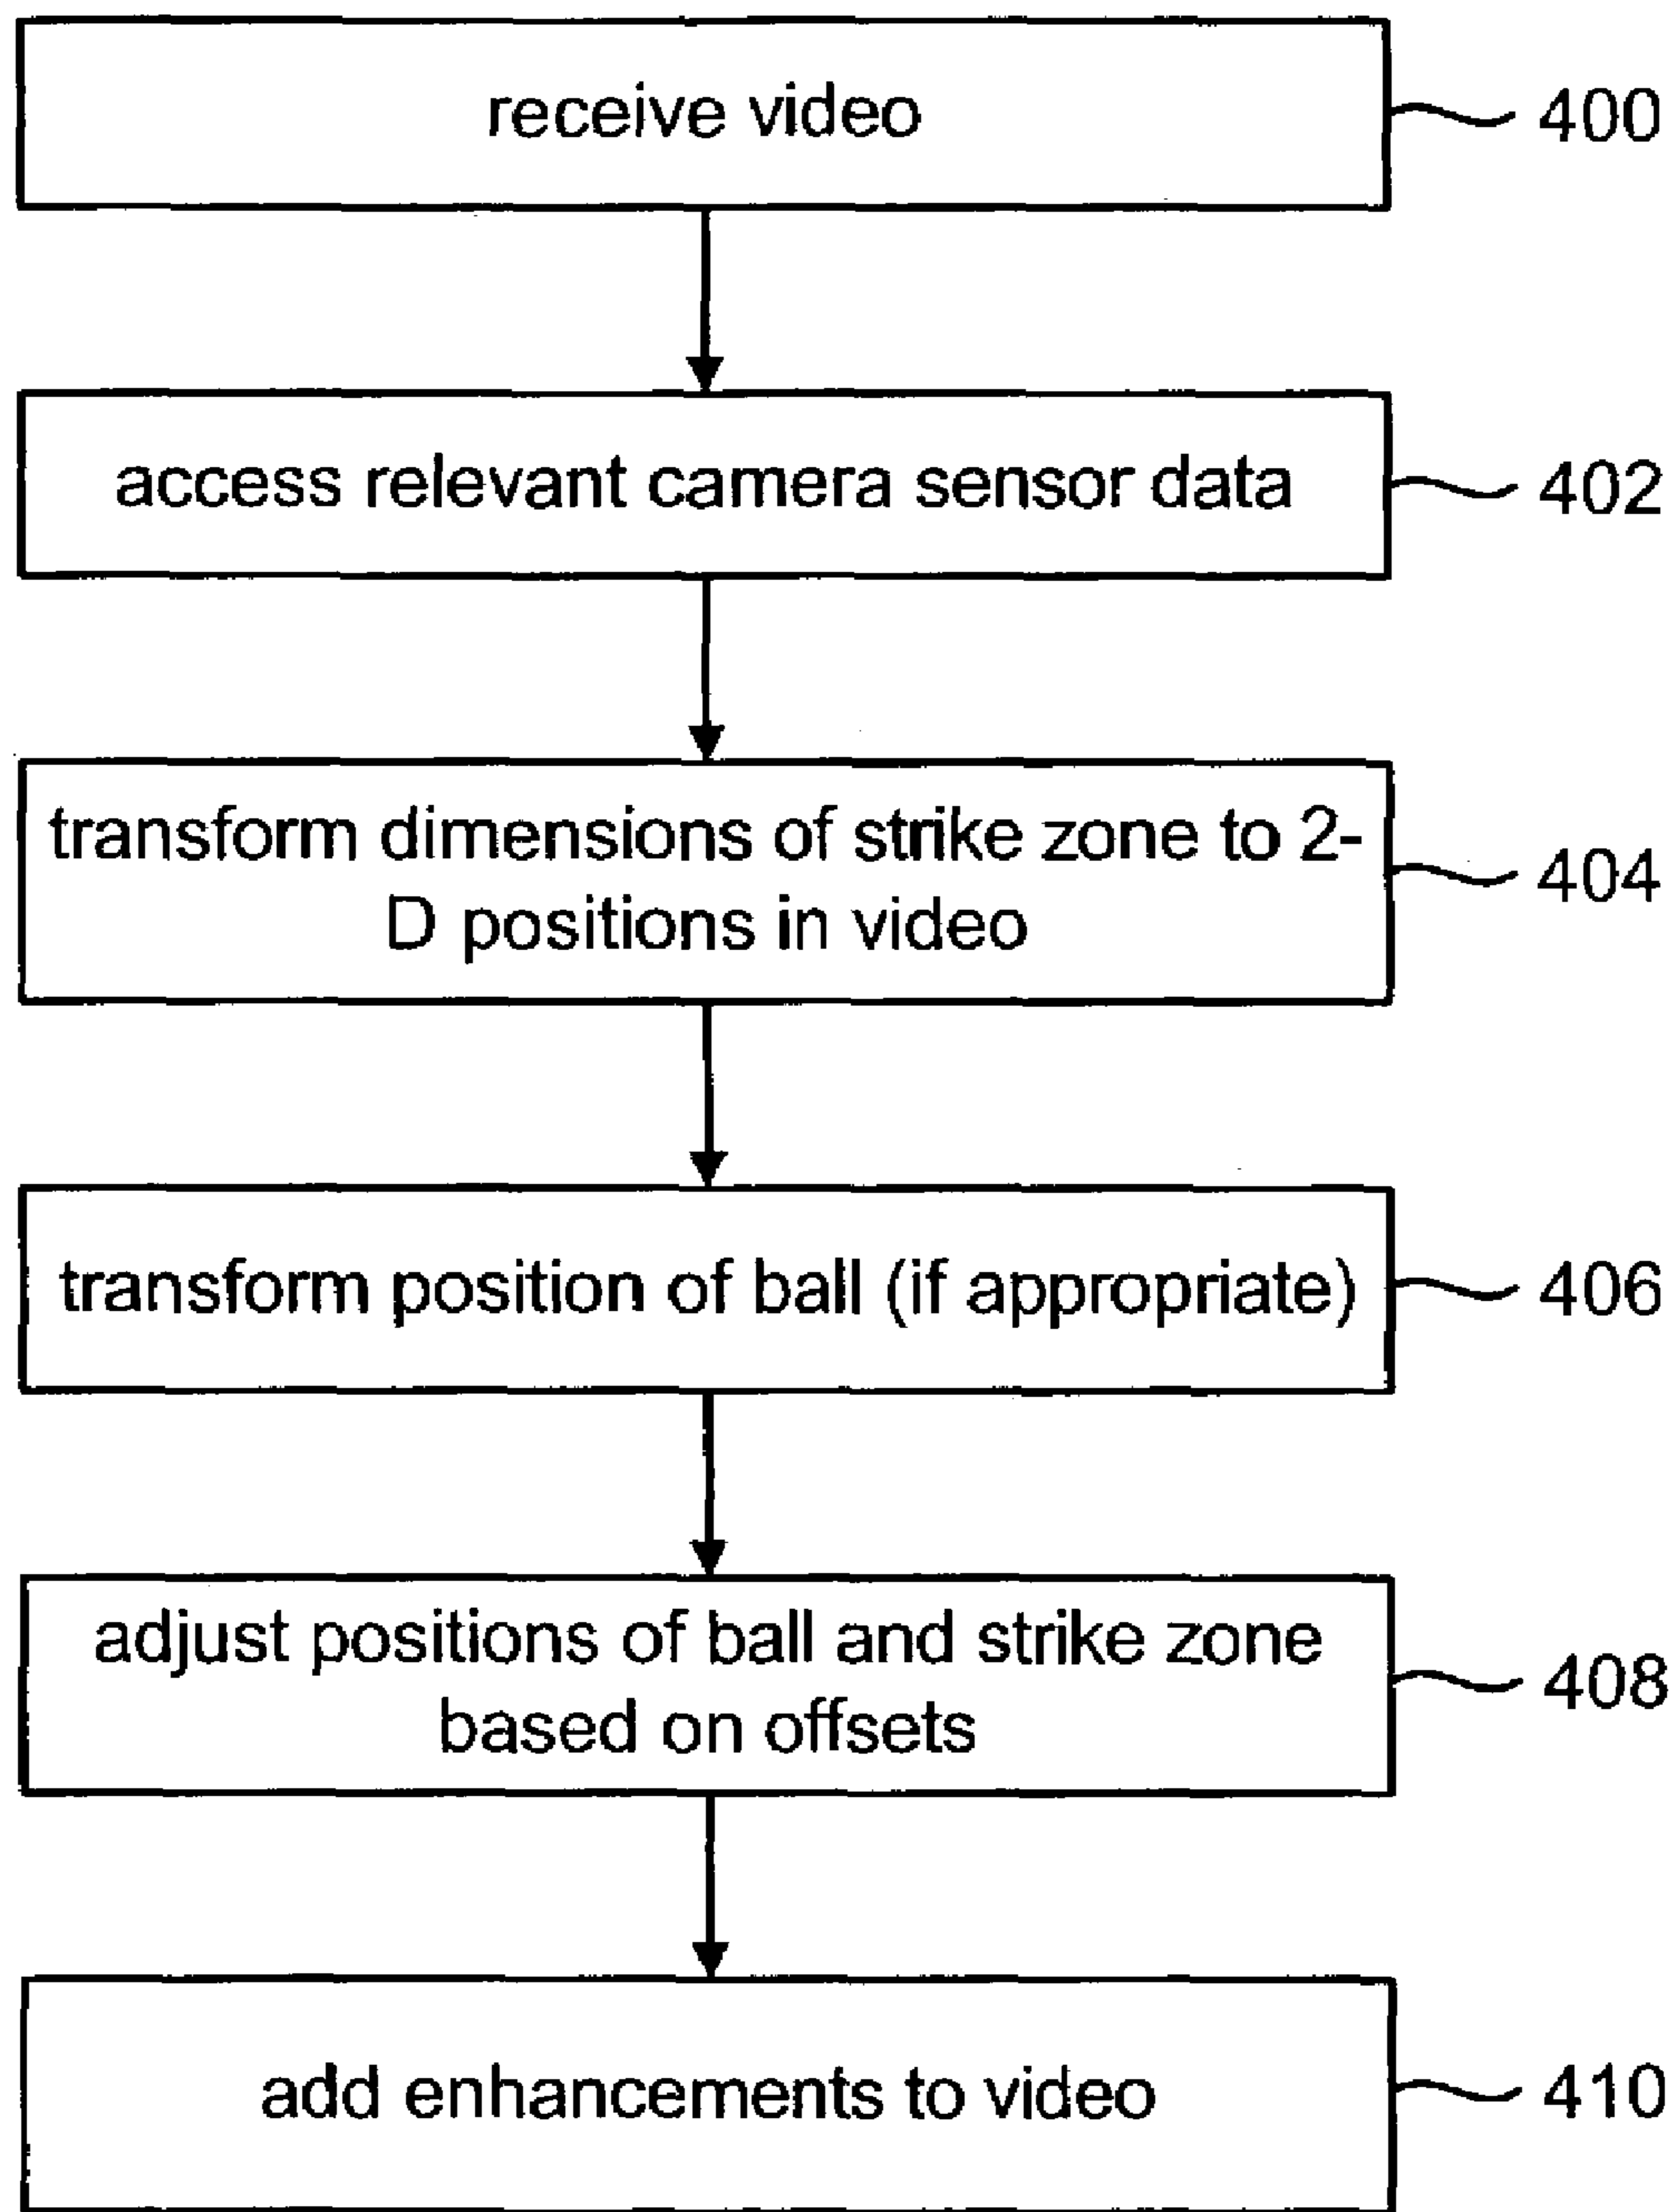 receive video
400
access relevant camera sensor data
402
transform dimensions of strike zone to 2-
D positions in video
404
transform position of ball (if appropriate)
406
adjust positions of ball and strike zone
based on offsets
408
add enhancements to video
410